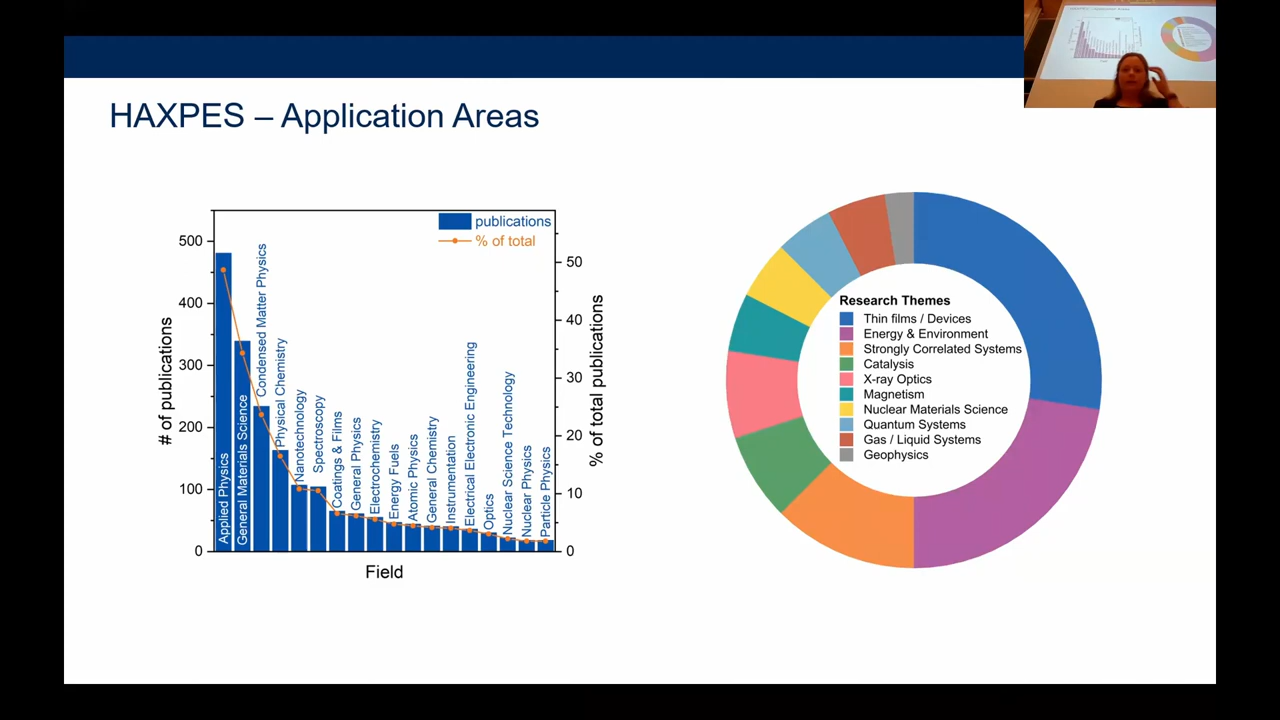 HAXPES – Application Areas
publications
% of total
500
400
300
200
100
0
# of publications
50
40
30
20
10
0
% of total publications
Applied Physics
General Materials Science
Condensed Matter Physics
Physical Chemistry
Nanotechnology
Spectroscopy
Coatings & Films
General Physics
Electrochemistry
Energy Fuels
Atomic Physics
General Chemistry
Instrumentation
Electrical Electronic Engineering
Optics
Nuclear Science Technology
Nuclear Physics
Particle Physics
Field
Research Themes
Thin films / Devices
Energy & Environment
Strongly Correlated Systems
Catalysis
X-ray Optics
Magnetism
Nuclear Materials Science
Quantum Systems
Gas / Liquid Systems
Geophysics